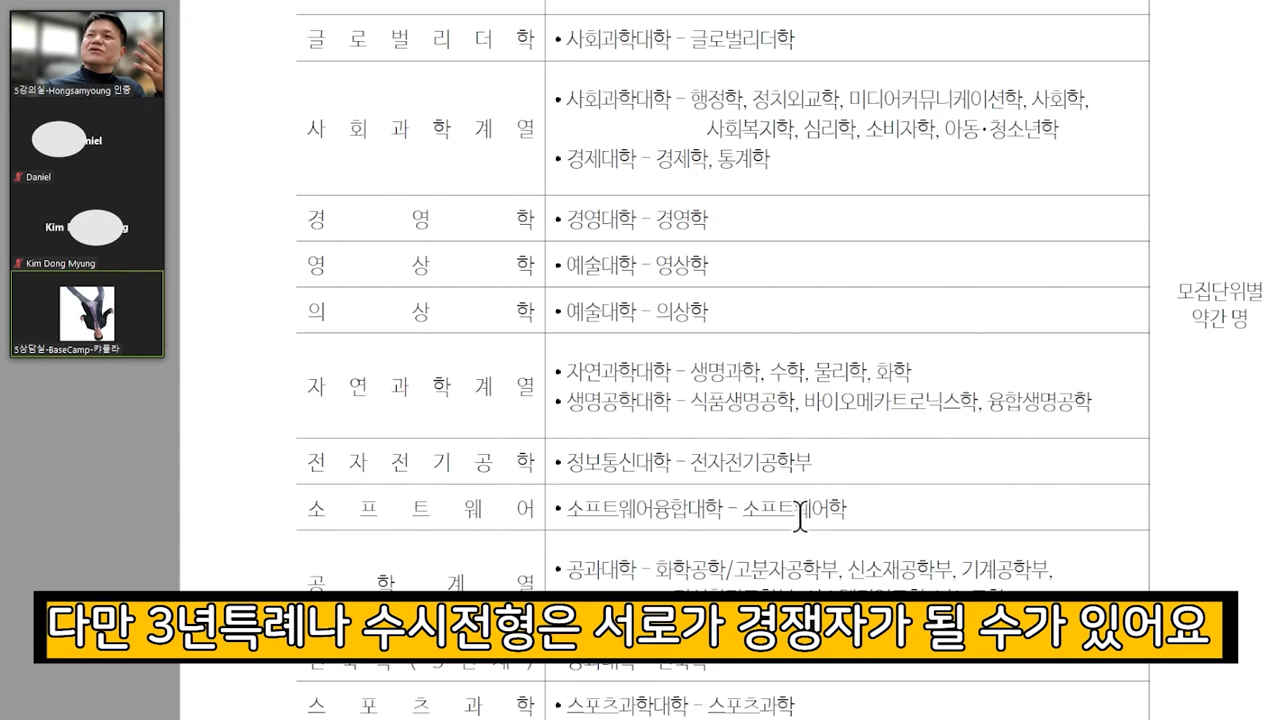 5강의실-Hongsamyoung 인증
Daniel
Kim Dong Myung
5상담실-BaseCamp-캬플라
글로벌리더학
• 사회과학대학 – 글로벌리더학
사회과학계열
• 사회과학대학 – 행정학, 정치외교학, 미디어커뮤니케이션학, 사회학,
사회복지학, 심리학, 소비자학, 아동·청소년학
• 경제대학 – 경제학, 통계학
경영학
• 경영대학 – 경영학
영상학
• 예술대학 – 영상학
의상학
• 예술대학 – 의상학
모집단위별
약간 명
자연과학계열
• 자연과학대학 – 생명과학, 수학, 물리학, 화학
• 생명공학대학 – 식품생명공학, 바이오메카트로닉스학, 융합생명공학
전자전기공학
• 정보통신대학 – 전자전기공학부
소프트웨어
• 소프트웨어융합대학 – 소프트웨어학
공학계열
• 공과대학 – 화학공학/고분자공학부, 신소재공학부, 기계공학부,
다만 3년특례나 수시전형은 서로가 경쟁자가 될 수가 있어요
스포츠과학
• 스포츠과학대학 – 스포츠과학